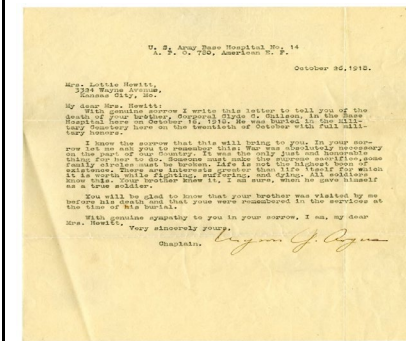 U. S. Army Base Hospital No. 14
A. P. O. 780, American E. F.
October 26, 1918.
Mrs. Lottie Hewitt,
3334 Wayne Avenue,
Kansas City, Mo.
My dear Mrs. Hewitt:
With genuine sorrow I write this letter to tell you of the
death of your brother, Corporal Clyde C. Chilson, in the Base
Hospital here on October 18, 1918. He was buried in the Mili-
tary Cemetery here on the twentieth of October with full mili-
tary honors.
I know the sorrow that this will bring to you. In your sor-
row let me ask you to remember this: War was absolutely necessary
on the part of our Country. It was the only just and honorable
thing for her to do. Someone must make the supreme sacrifice, some
family circles must be broken. Life is not the highest boon of
existence. There are interests greater than life itself for which
it is worth while fighting, suffering, and dying. All soldiers
know this. Your brother knew it, I am sure, when he gave himself
as a true soldier.
You will be glad to know that your brother was visited by me
before his death and that you were remembered in the services at
the time of his burial.
With genuine sympathy to you in your sorrow, I am, my dear
Mrs. Hewitt,
Very sincerely yours,
Chaplain.